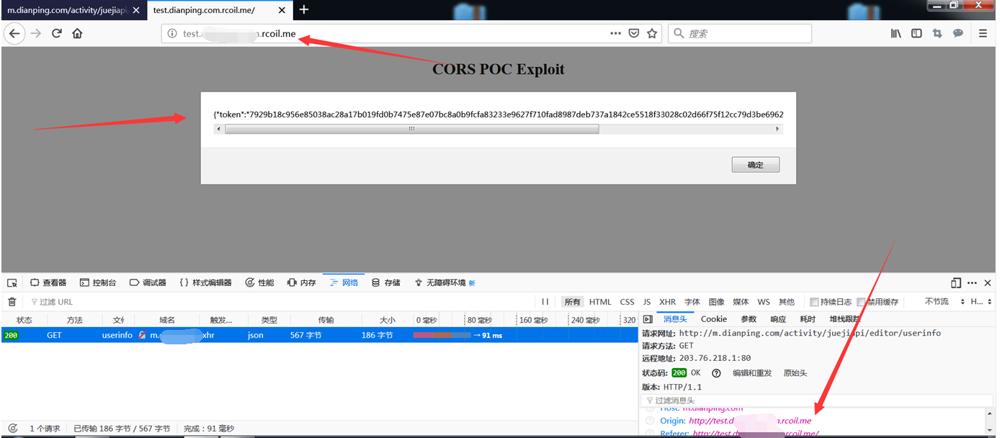 m.dianping.com/activity/juejiapi,
test.dianping.com.rcoil.me/
test. .rcoil.me
搜索
CORS POC Exploit
{"token":"7929b18c956e85038ac28a17b019fd0b7475e87e07bc8a0b9fcfa83233e9627f710fad8987deb737a1842ce5518f33028c02d66f75f12cc79d3be6962
确定
查看器 控制台 调试器 {} 样式编辑器 性能 内存 网络 存储 无障碍环境 新
过滤 URL 所有 HTML CSS JS XHR 字体 图像 媒体 WS 其他 持续日志 禁用缓存 不节流 H...
状态 方法 文件 域名 触发... 类型 传输 大小 0 毫秒 80 毫秒 160 毫秒 240 毫秒 320
200 GET userinfo m. xhr json 567 字节 186 字节 → 91 ms
消息头 Cookie 参数 响应 耗时 堆栈跟踪
请求网址: http://m.dianping.com/activity/juejiapi/editor/userinfo
请求方法: GET
远程地址: 203.76.218.1:80
状态码: 200 OK ? 编辑和重发 原始头
版本: HTTP/1.1
过滤消息头
Host: m.dianping.com
Origin: http://test.d .rcoil.me
Referer: http://test.d .rcoil.me/
1 个请求 已传输 186 字节 / 567 字节 完成: 91 毫秒